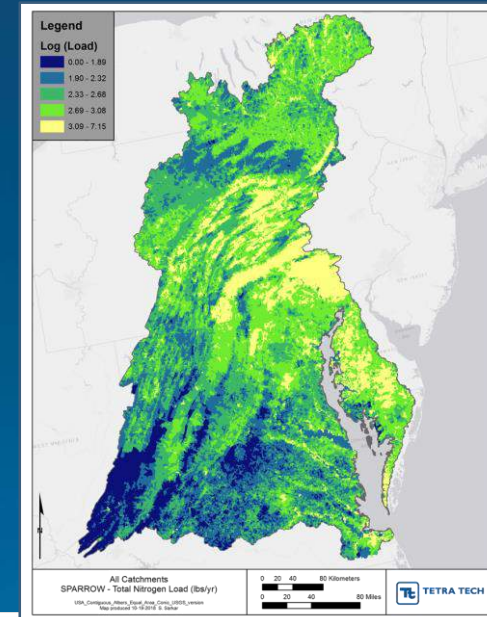 Legend
Log (Load)
0.00 - 1.89
1.90 - 2.32
2.33 - 2.68
2.69 - 3.08
3.09 - 7.15
All Catchments
SPARROW - Total Nitrogen Load (lbs/yr)
0 20 40 80 Kilometers
0 20 40 80 Miles
TETRA TECH